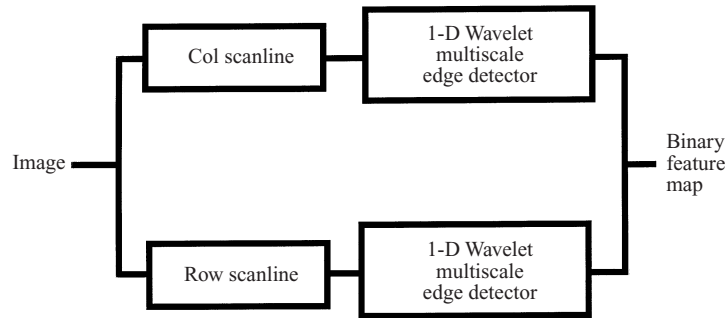 Col scanline
1-D Wavelet
multiscale
edge detector
Image
Binary
feature
map
Row scanline
1-D Wavelet
multiscale
edge detector